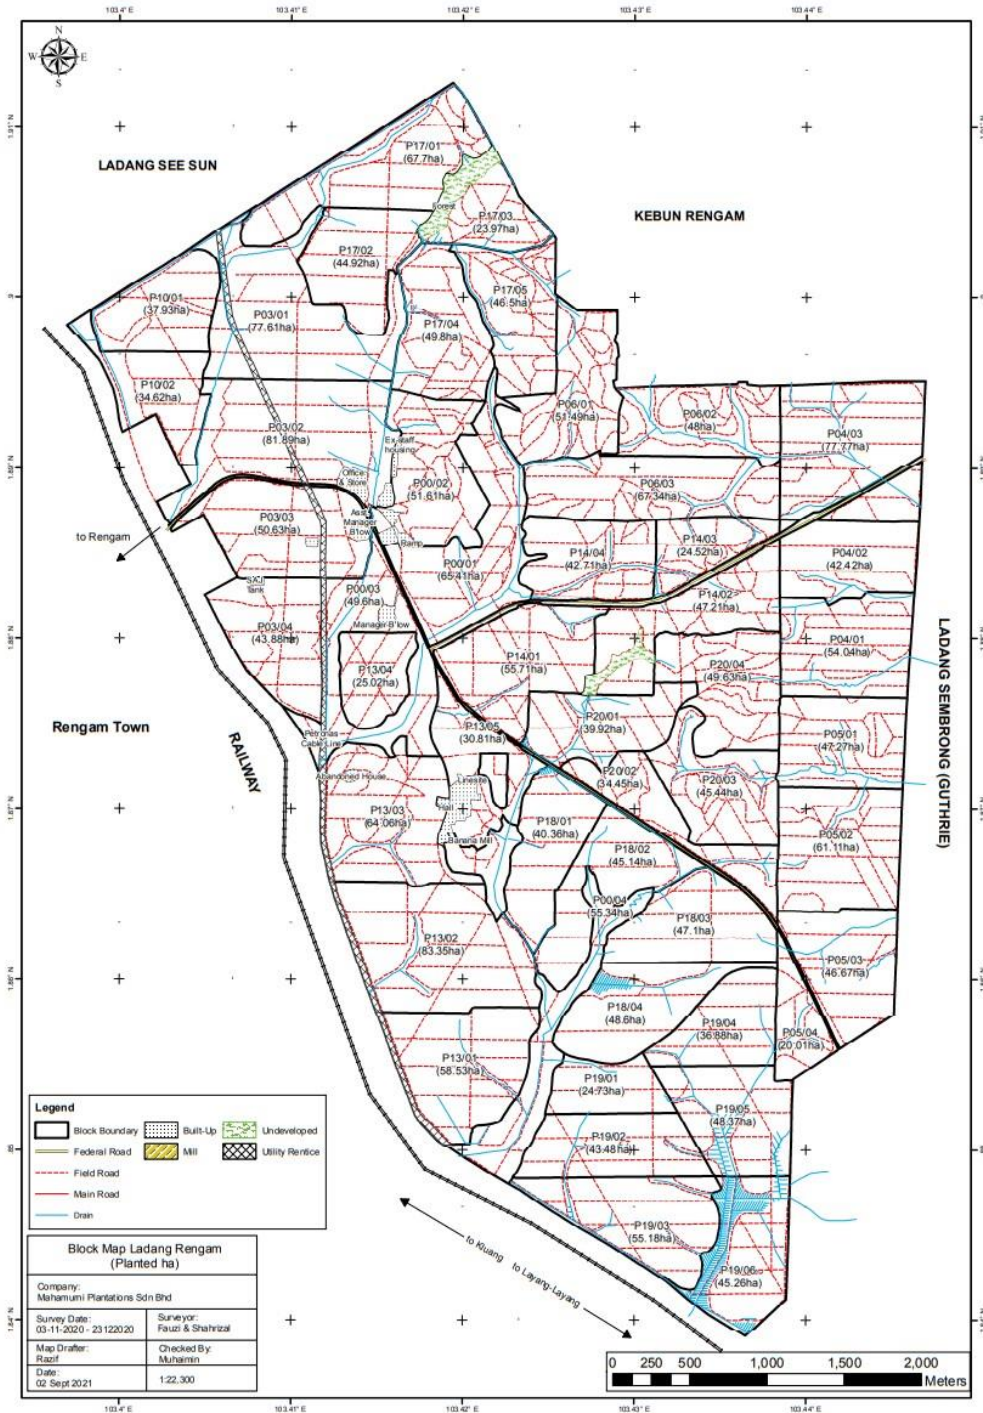 103.4° E
103.41° E
103.42° E
103.43° E
103.44° E
N
W
E
S
1.91° N
LADANG SEE SUN
KEBUN RENGAM
P17/01
(67.7ha)
Forest
P17/03
(23.97ha)
P17/02
(44.92ha)
P17/05
(46.5ha)
P10/01
(37.93ha)
P03/01
(77.61ha)
P17/04
(49.8ha)
P10/02
(34.62ha)
P06/01
(51.49ha)
P06/02
(48ha)
P03/02
(81.89ha)
P04/03
(77.77ha)
Ex-staff
housing
1.89° N
Office
& Store
P00/02
(51.61ha)
P06/03
(67.34ha)
P03/03
(50.63ha)
Asst
Manager
B'low
Ramp
to Rengam
P14/03
(24.52ha)
P14/04
(42.71ha)
P04/02
(42.42ha)
P00/01
(65.41ha)
SAJ
Tank
P00/03
(49.6ha)
P14/02
(47.21ha)
Manager B'low
P03/04
(43.88ha)
1.88° N
P04/01
(54.04ha)
P14/01
(55.71ha)
P20/04
(49.63ha)
P13/04
(25.02ha)
LADANG SEMBRONG (GUTHRIE)
Rengam Town
RAILWAY
P13/05
(30.81ha)
P20/01
(39.92ha)
P05/01
(47.27ha)
Petronas
Cable Line
Abandoned House
Linesite
P20/02
(34.45ha)
P20/03
(45.44ha)
1.87° N
P13/03
(64.06ha)
Hall
P18/01
(40.36ha)
Banana Mill
P05/02
(61.11ha)
P18/02
(45.14ha)
P00/04
(55.34ha)
P18/03
(47.1ha)
P13/02
(83.35ha)
P05/03
(46.67ha)
1.86° N
P18/04
(48.6ha)
P19/04
(36.88ha)
P05/04
(20.01ha)
P13/01
(58.53ha)
P19/01
(24.73ha)
P19/05
(48.37ha)
P19/02
(43.48ha)
P19/03
(55.18ha)
P19/06
(45.26ha)
to Kluang
to Layang-Layang
Legend
Block Boundary
Built-Up
Undeveloped
Federal Road
Mill
Utility Rentice
Field Road
Main Road
Drain
Block Map Ladang Rengam
(Planted ha)
Company:
Mahamurni Plantations Sdn Bhd
Survey Date:
03-11-2020 - 23122020
Surveyor:
Fauzi & Shahrizal
Map Drafter:
Razif
Checked By:
Muhaimin
Date:
02 Sept 2021
1:22,300
1.84° N
0 250 500 1,000 1,500 2,000
Meters
103.4° E
103.41° E
103.42° E
103.43° E
103.44° E